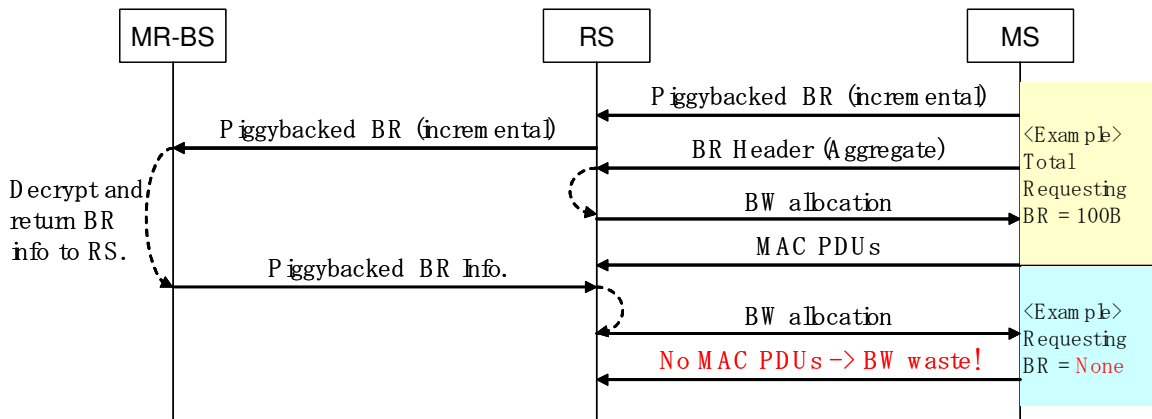 MR-BS
RS
MS
Piggybacked BR (incremental)
Piggybacked BR (incremental)
BR Header (Aggregate)
BW allocation
MAC PDUs
Decrypt and
return BR
info to RS.
Piggybacked BR Info.
BW allocation
No MAC PDUs -> BW waste!
<Example>
Total
Requesting
BR = 100B
<Example>
Requesting
BR = None